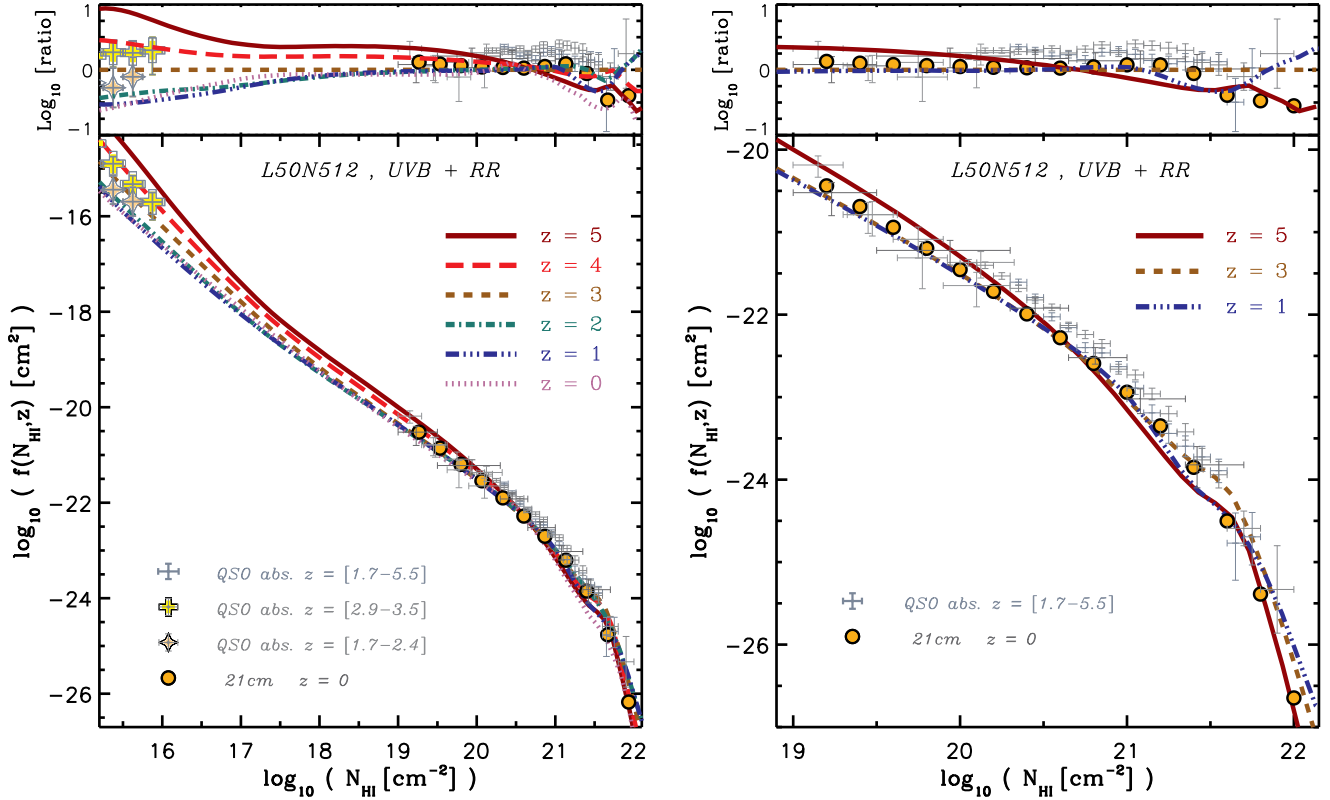 Log10 [ratio]
1
0
−1
L50N512 , UVB + RR
z = 5
z = 4
z = 3
z = 2
z = 1
z = 0
QSO abs. z = [1.7−5.5]
QSO abs. z = [2.9−3.5]
QSO abs. z = [1.7−2.4]
21cm z = 0
log10 ( f(NHI,z) [cm2] )
−16
−18
−20
−22
−24
−26
16 17 18 19 20 21 22
log10 ( NHI [cm−2] )
Log10 [ratio]
1
0
−1
L50N512 , UVB + RR
z = 5
z = 3
z = 1
QSO abs. z = [1.7−5.5]
21cm z = 0
log10 ( f(NHI,z) [cm2] )
−20
−22
−24
−26
19 20 21 22
log10 ( NHI [cm−2] )